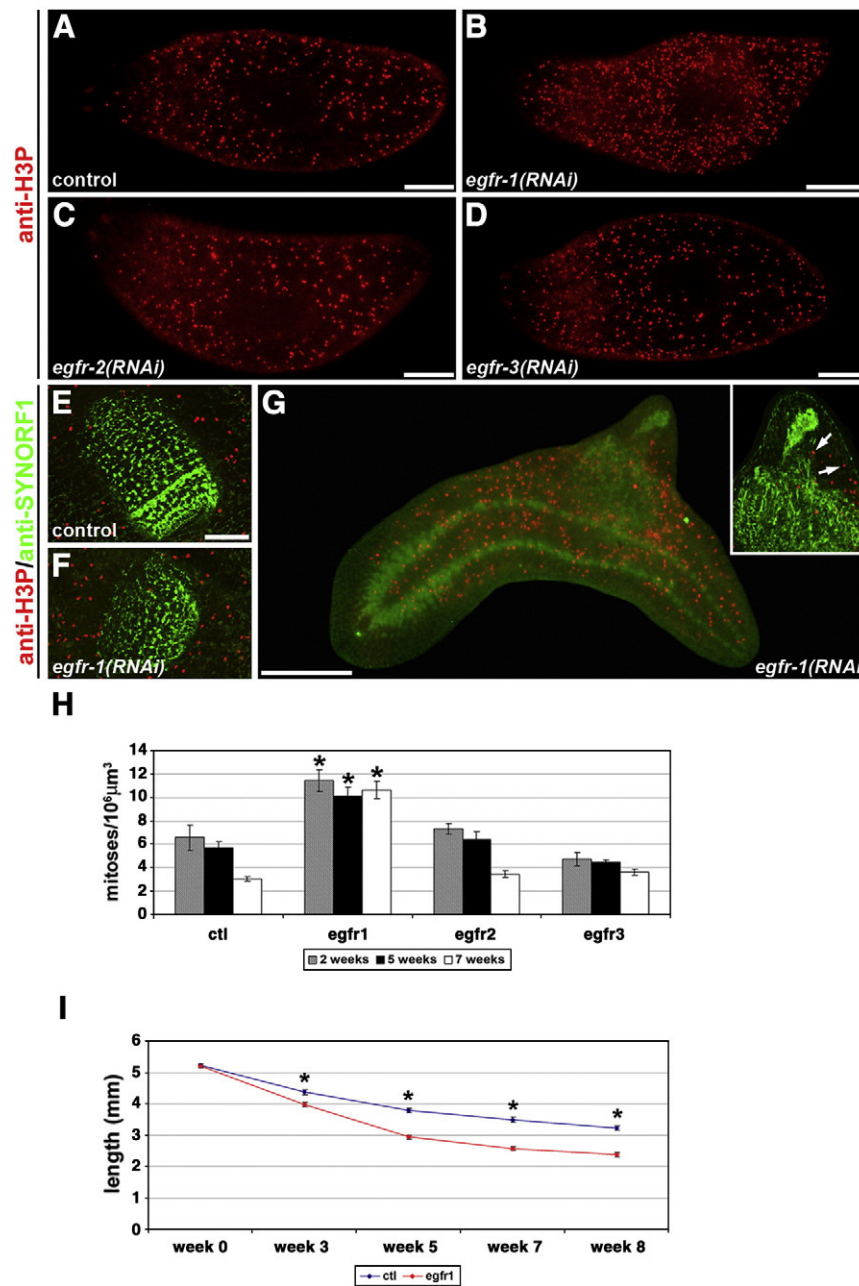 A
B
control
egfr-1(RNAi)
anti-H3P
C
D
egfr-2(RNAi)
egfr-3(RNAi)
E
G
control
F
egfr-1(RNAi)
egfr-1(RNAi
anti-H3P/anti-SYNORF1
H
mitoses/10⁶µm³
14
12
10
8
6
4
2
0
* * *
ctl egfr1 egfr2 egfr3
2 weeks 5 weeks 7 weeks
I
length (mm)
6
5
4
3
2
1
0
* * * *
week 0 week 3 week 5 week 7 week 8
ctl egfr1